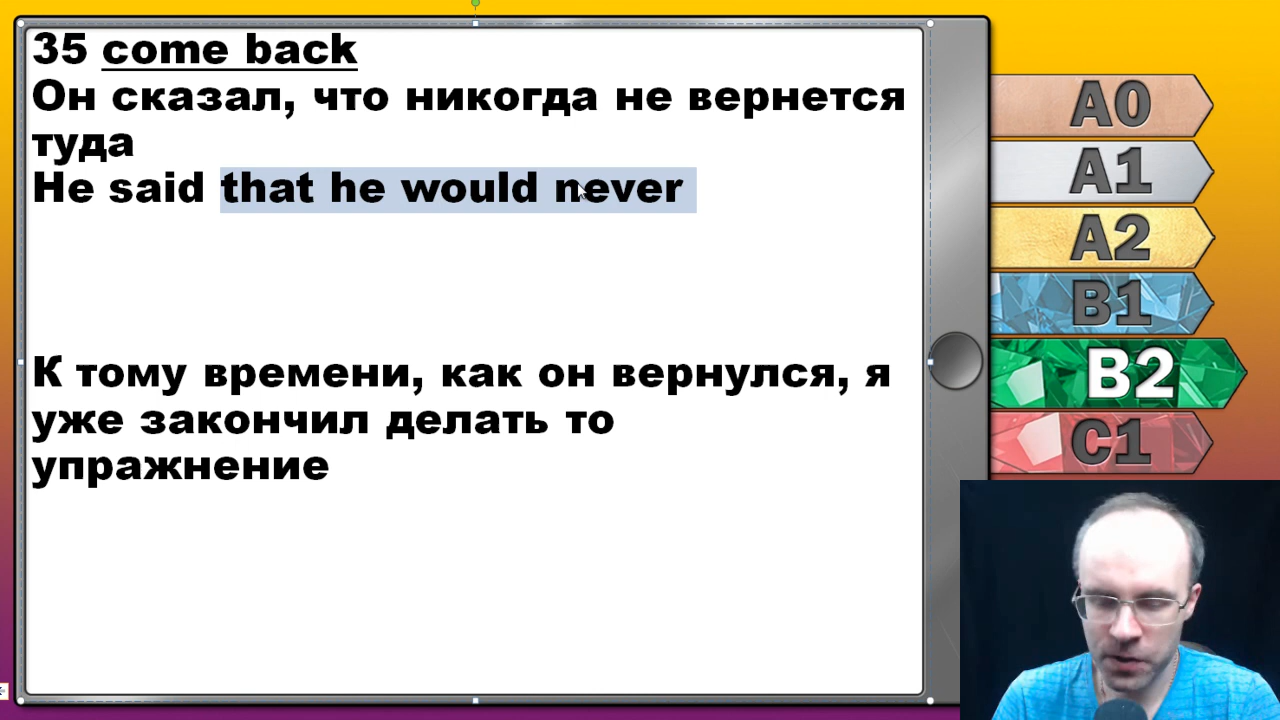 35 come back
Он сказал, что никогда не вернется
туда
He said that he would never
К тому времени, как он вернулся, я
уже закончил делать то
упражнение
A0
A1
A2
B1
B2
C1